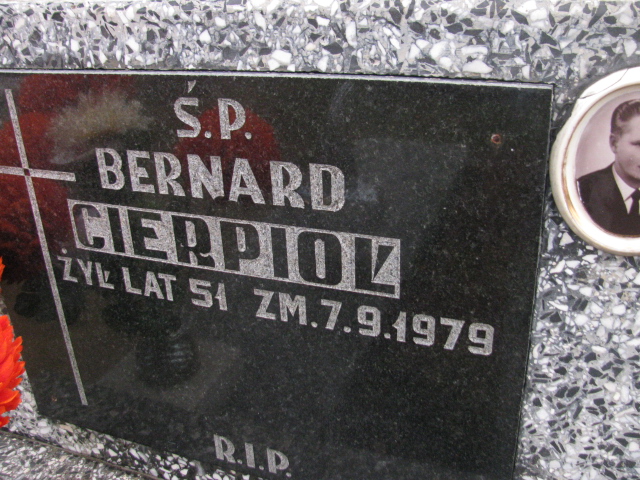 Ś.P.
BERNARD
CIERPIOŁ
ŻYŁ LAT 51 ZM.7.9.1979
R.I.P.